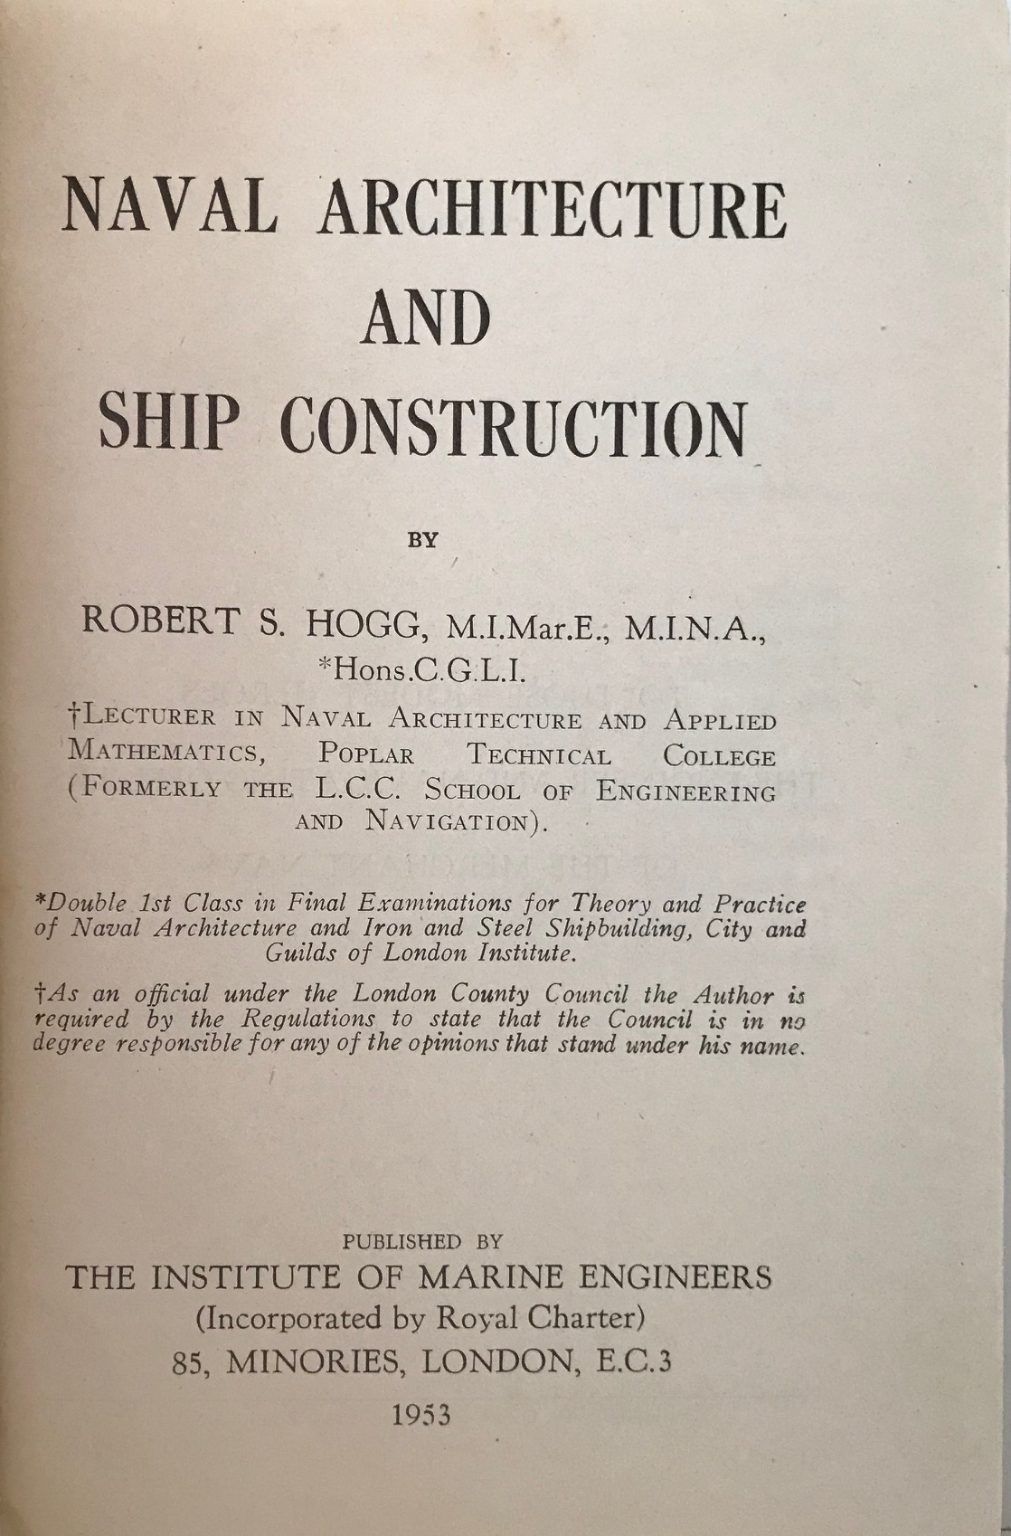 NAVAL ARCHITECTURE
AND
SHIP CONSTRUCTION
BY
ROBERT S. HOGG, M.I.Mar.E., M.I.N.A.,
*Hons.C.G.L.I.
†LECTURER IN NAVAL ARCHITECTURE AND APPLIED
MATHEMATICS, POPLAR TECHNICAL COLLEGE
(FORMERLY THE L.C.C. SCHOOL OF ENGINEERING
AND NAVIGATION).
*Double 1st Class in Final Examinations for Theory and Practice
of Naval Architecture and Iron and Steel Shipbuilding, City and
Guilds of London Institute.
†As an official under the London County Council the Author is
required by the Regulations to state that the Council is in no
degree responsible for any of the opinions that stand under his name.
PUBLISHED BY
THE INSTITUTE OF MARINE ENGINEERS
(Incorporated by Royal Charter)
85, MINORIES, LONDON, E.C.3
1953